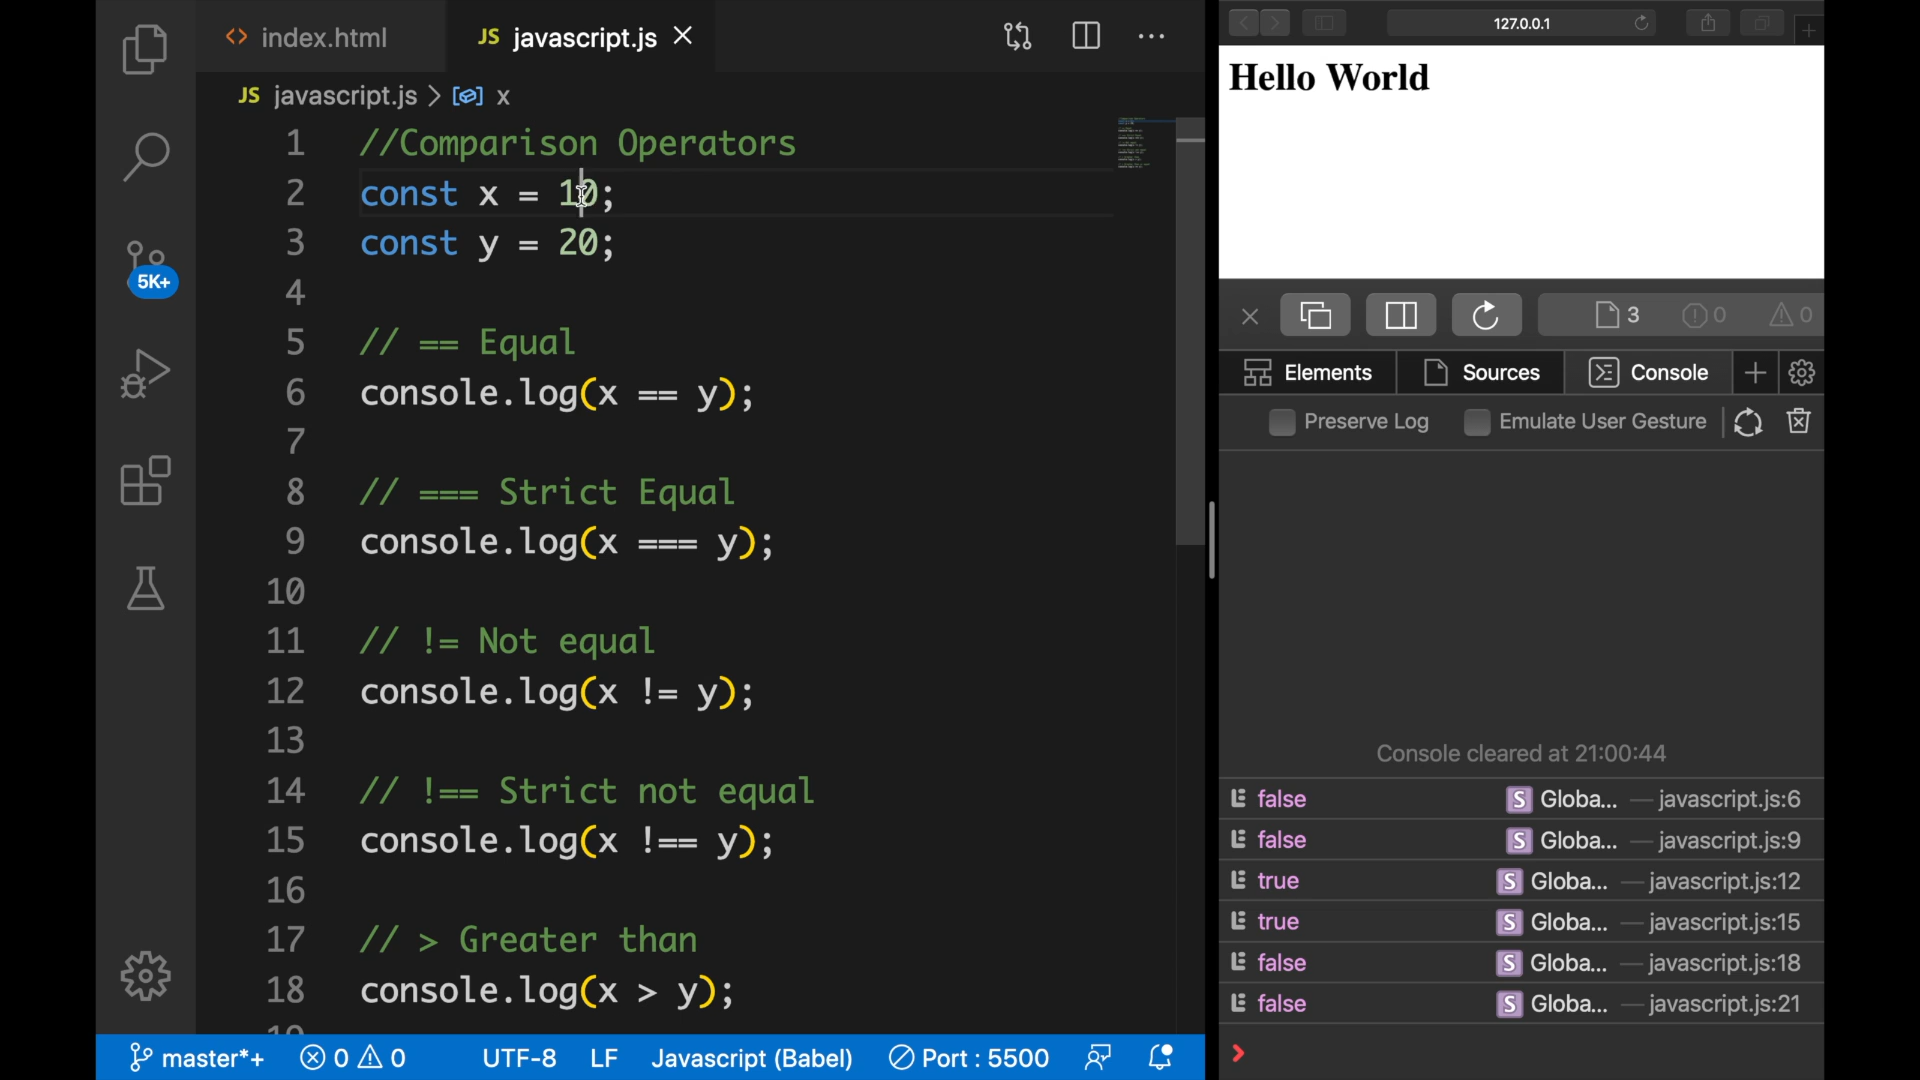 index.html
JS javascript.js
JS javascript.js > x
1 //Comparison Operators
2 const x = 10;
3 const y = 20;
4
5 // == Equal
6 console.log(x == y);
7
8 // === Strict Equal
9 console.log(x === y);
10
11 // != Not equal
12 console.log(x != y);
13
14 // !== Strict not equal
15 console.log(x !== y);
16
17 // > Greater than
18 console.log(x > y);
5K+
master*+ 0 0 UTF-8 LF Javascript (Babel) Port : 5500
127.0.0.1
Hello World
3 0 0
Elements Sources Console
Preserve Log Emulate User Gesture
Console cleared at 21:00:44
false S Globa... — javascript.js:6
false S Globa... — javascript.js:9
true S Globa... — javascript.js:12
true S Globa... — javascript.js:15
false S Globa... — javascript.js:18
false S Globa... — javascript.js:21